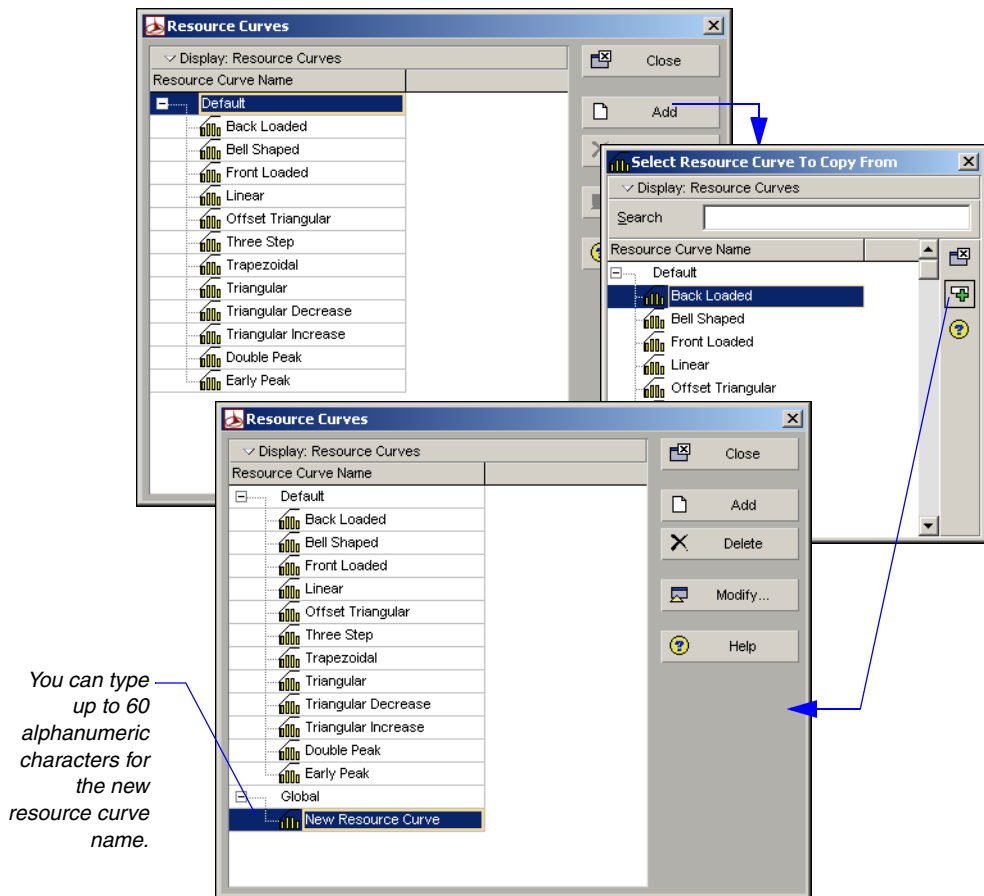 Resource Curves
Display: Resource Curves
Resource Curve Name
Default
Back Loaded
Bell Shaped
Front Loaded
Linear
Offset Triangular
Three Step
Trapezoidal
Triangular
Triangular Decrease
Triangular Increase
Double Peak
Early Peak
Close
Add
Select Resource Curve To Copy From
Display: Resource Curves
Search
Resource Curve Name
Default
Back Loaded
Bell Shaped
Front Loaded
Linear
Offset Triangular
Resource Curves
Display: Resource Curves
Resource Curve Name
Default
Back Loaded
Bell Shaped
Front Loaded
Linear
Offset Triangular
Three Step
Trapezoidal
Triangular
Triangular Decrease
Triangular Increase
Double Peak
Early Peak
Global
New Resource Curve
Close
Add
Delete
Modify...
Help
You can type
up to 60
alphanumeric
characters for
the new
resource curve
name.